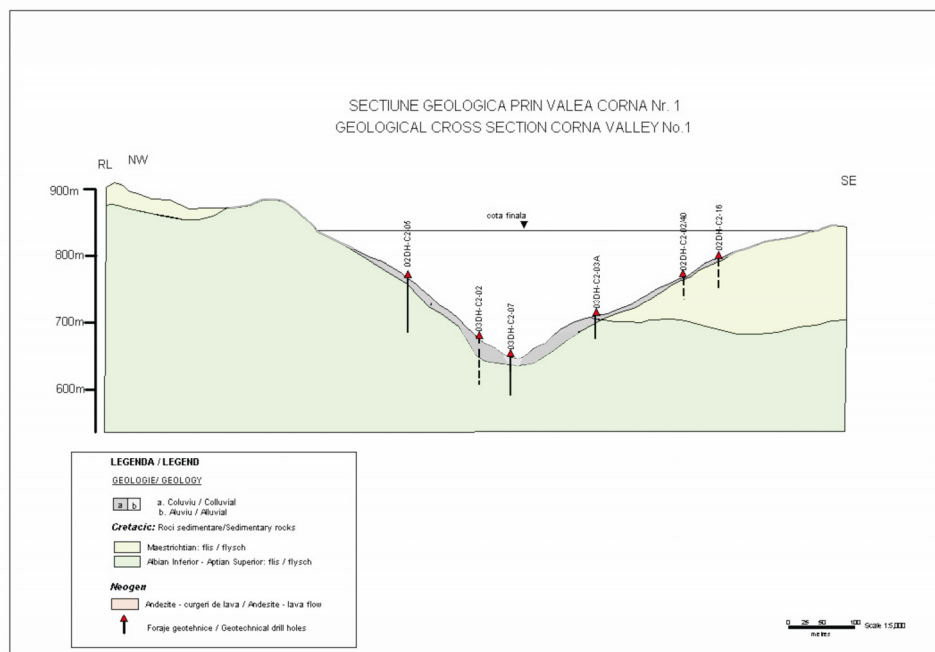 SECTIUNE GEOLOGICA PRIN VALEA CORNA Nr. 1
GEOLOGICAL CROSS SECTION CORNA VALLEY No.1
RL NW
SE
900m
800m
700m
600m
cota finala
02DH-C2-05
03DH-C2-02
03DH-C2-07
03DH-C2-03A
02DH-C2-02/40
02DH-C2-16
LEGENDA / LEGEND
GEOLOGIE/ GEOLOGY
a b
a. Coluviu / Colluvial
b. Aluviu / Alluvial
Cretacic: Roci sedimentare/Sedimentary rocks
Maestrichtian: flis / flysch
Albian Inferior - Aptian Superior: flis / flysch
Neogen
Andezite - curgeri de lava / Andesite - lava flow
Foraje geotehnice / Geotechnical drill holes
0 25 50 100 Scale 1:5,000
metres